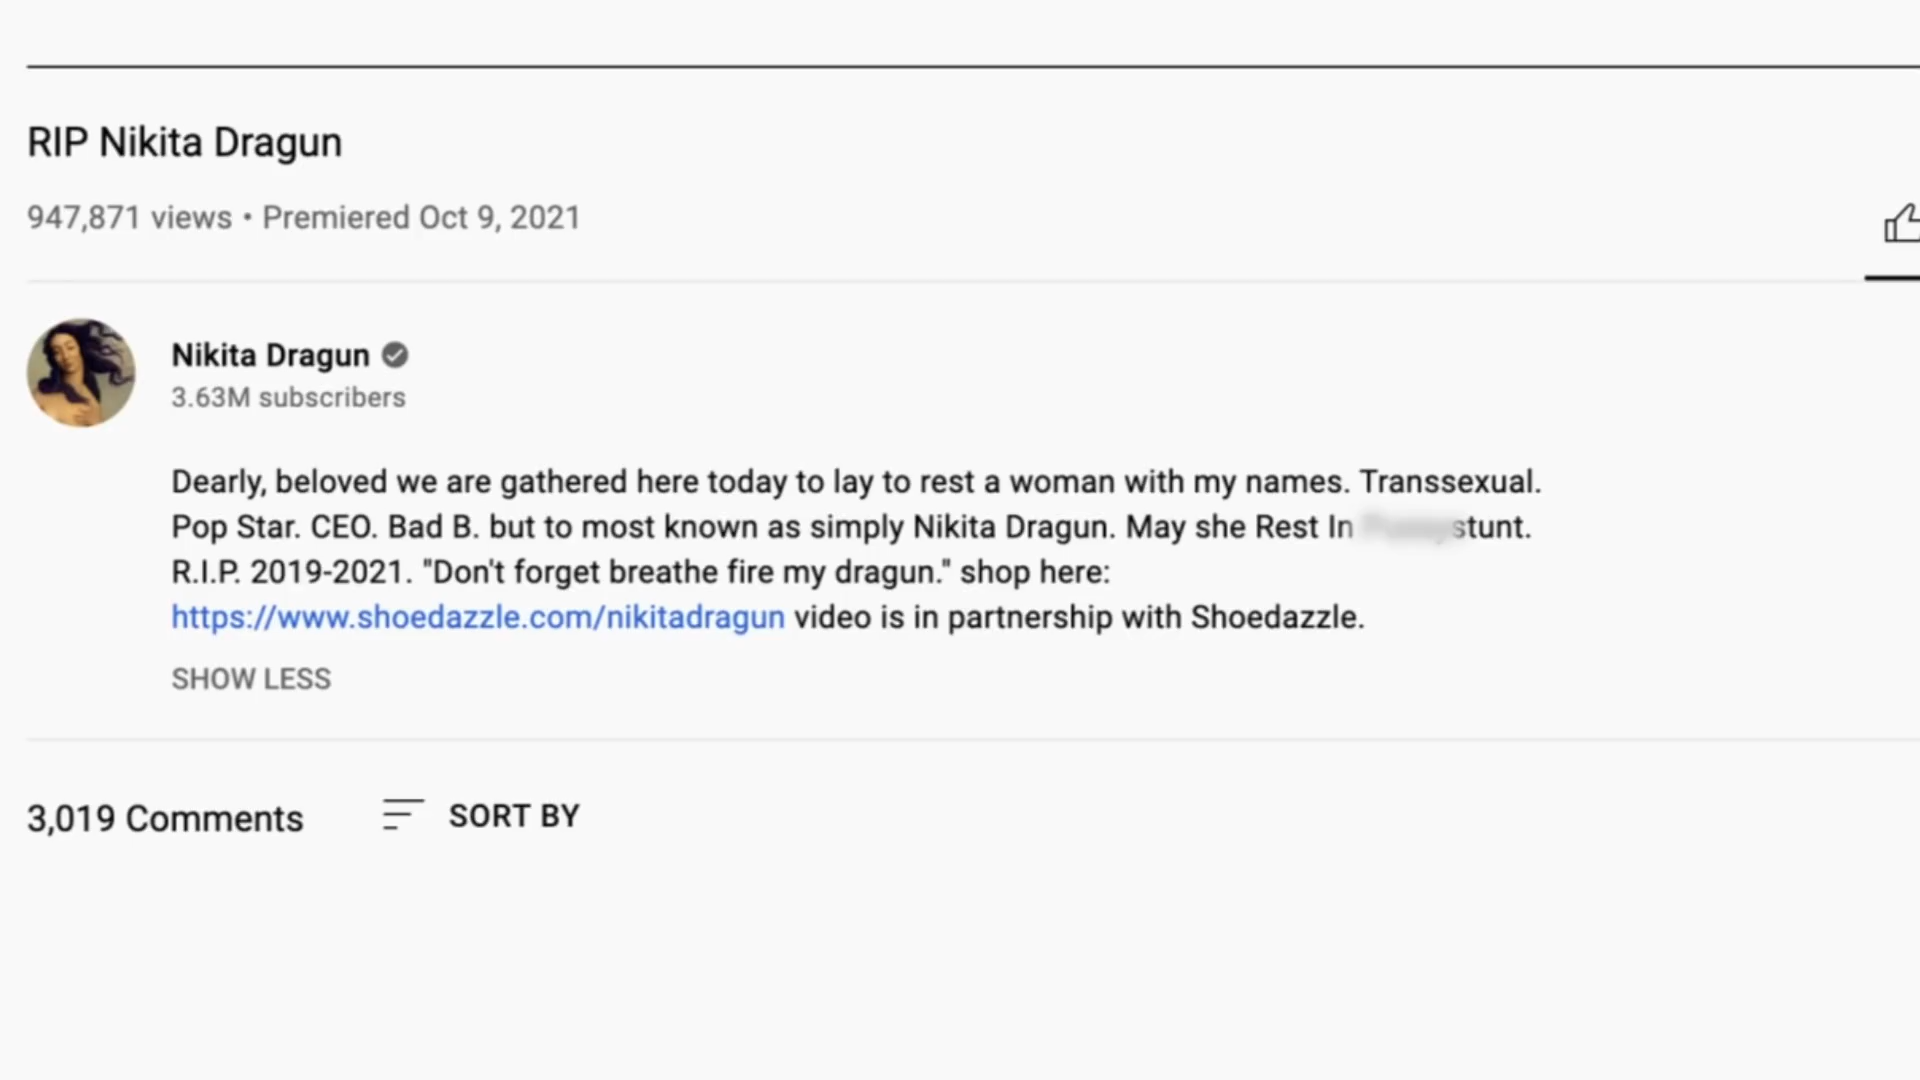 RIP Nikita Dragun
947,871 views • Premiered Oct 9, 2021
Nikita Dragun
3.63M subscribers
Dearly, beloved we are gathered here today to lay to rest a woman with my names. Transsexual.
Pop Star. CEO. Bad B. but to most known as simply Nikita Dragun. May she Rest In stunt.
R.I.P. 2019-2021. "Don't forget breathe fire my dragun." shop here:
https://www.shoedazzle.com/nikitadragun video is in partnership with Shoedazzle.
SHOW LESS
3,019 Comments SORT BY